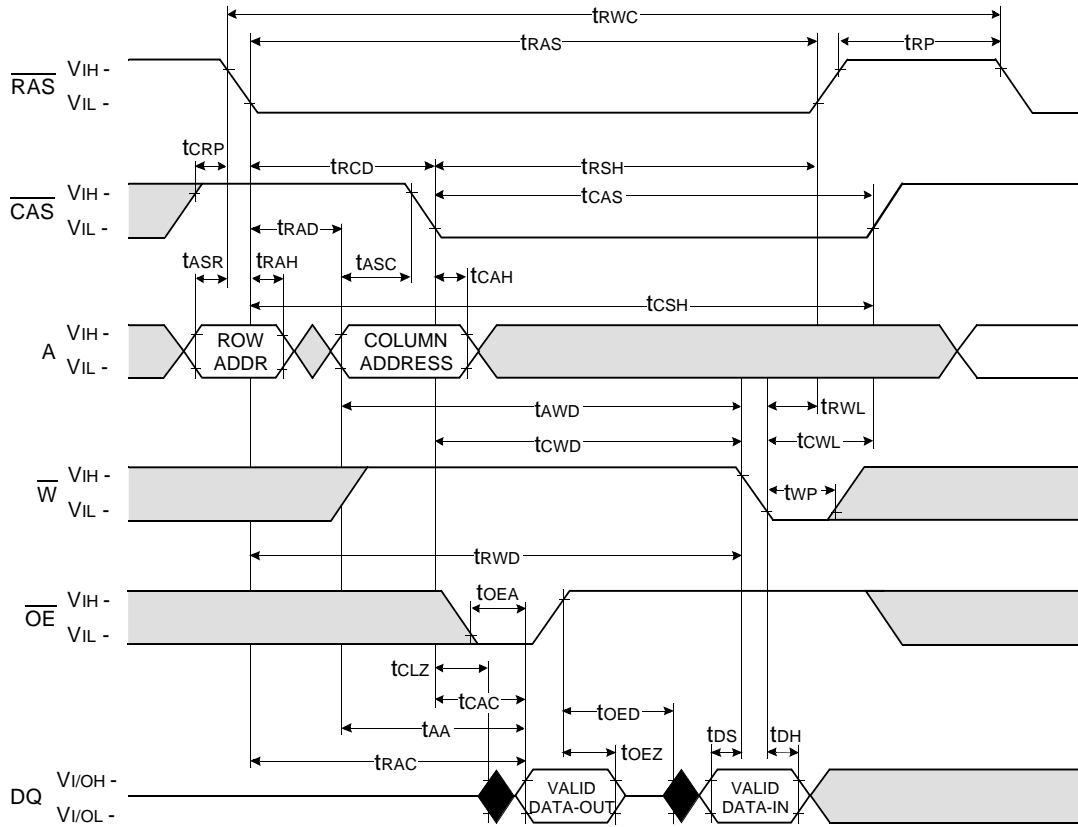 tRWC
tRAS
tRP
RAS
VIH -
VIL -
tCRP
tRCD
tRSH
CAS
VIH -
VIL -
tCAS
tRAD
tASR
tRAH
tASC
tCAH
tCSH
A
VIH -
VIL -
ROW
ADDR
COLUMN
ADDRESS
tAWD
tRWL
tCWD
tCWL
W
VIH -
VIL -
tWP
tRWD
OE
VIH -
VIL -
tOEA
tCLZ
tCAC
tOED
tAA
tDS
tDH
tOEZ
tRAC
DQ
VI/OH -
VI/OL -
VALID
DATA-OUT
VALID
DATA-IN